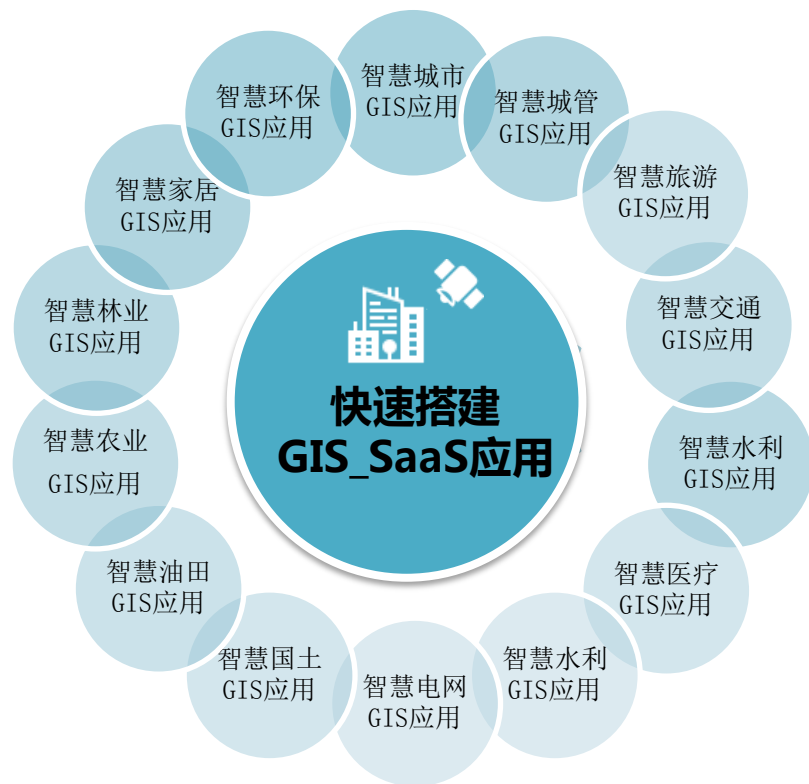 智慧城市
GIS应用
智慧城管
GIS应用
智慧旅游
GIS应用
智慧交通
GIS应用
智慧水利
GIS应用
智慧医疗
GIS应用
智慧水利
GIS应用
智慧电网
GIS应用
智慧国土
GIS应用
智慧油田
GIS应用
智慧农业
GIS应用
智慧林业
GIS应用
智慧家居
GIS应用
智慧环保
GIS应用
快速搭建
GIS_SaaS应用